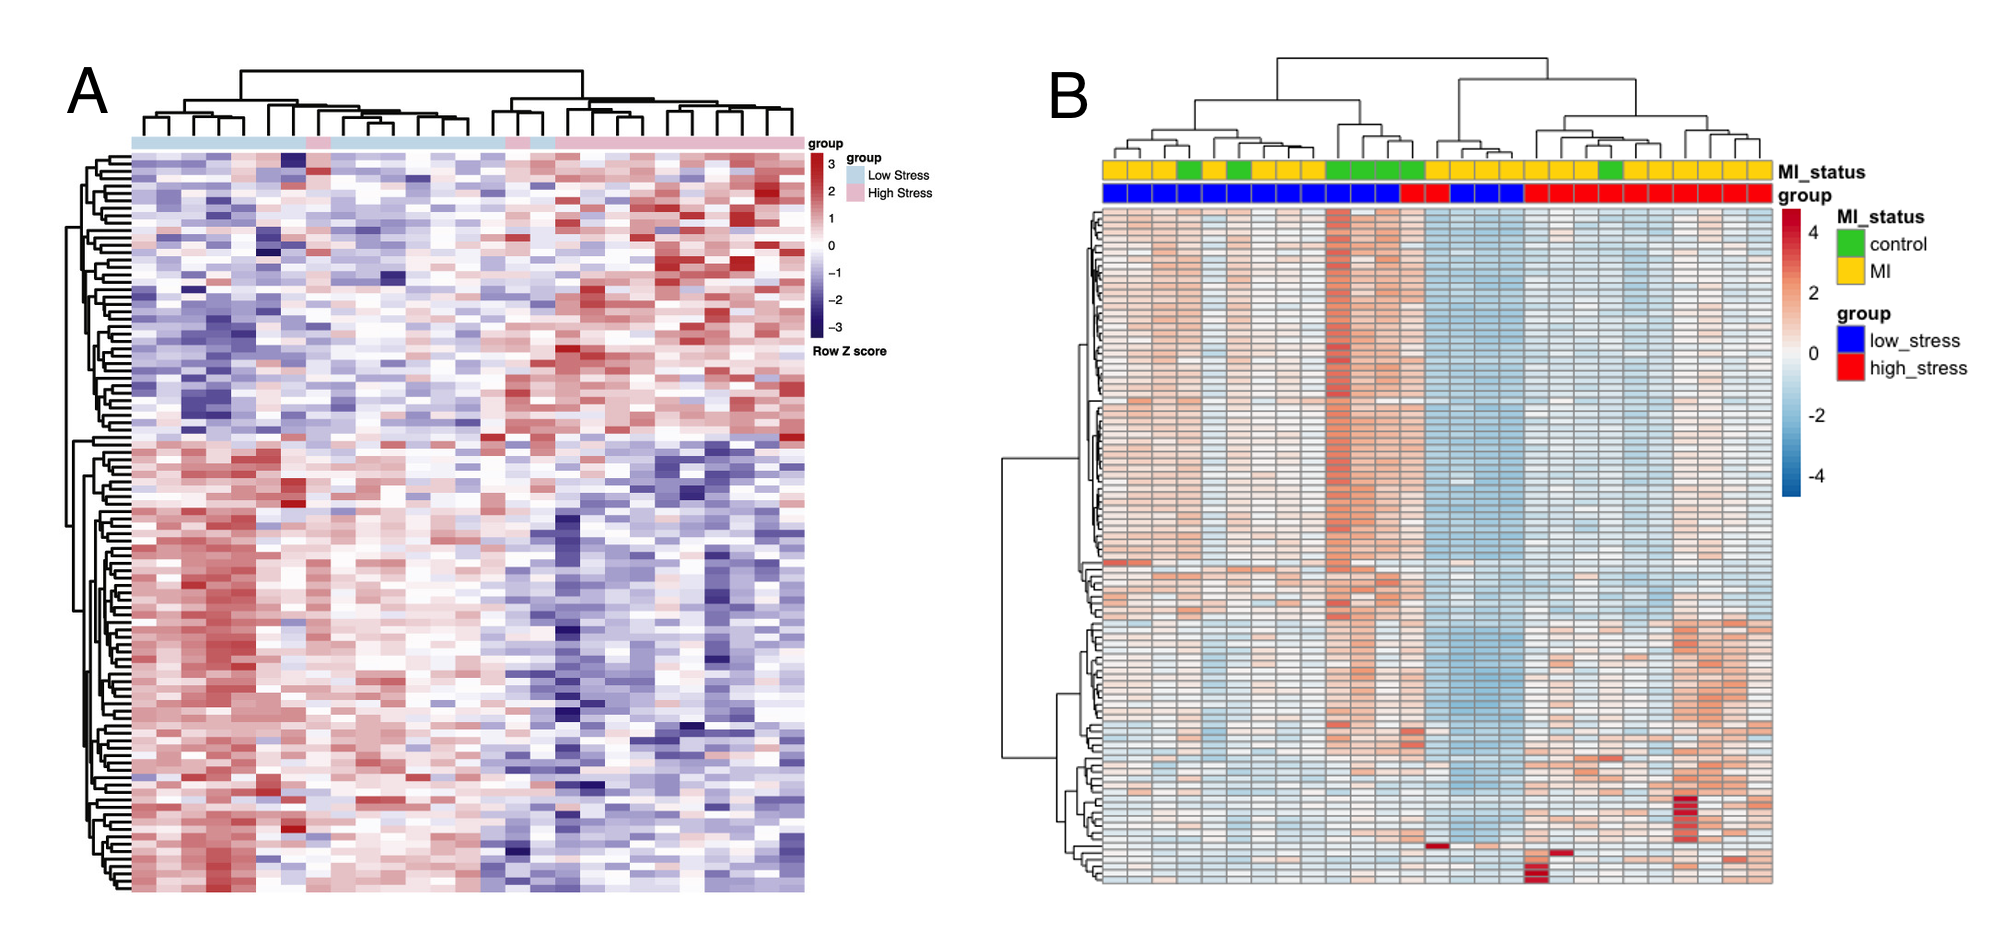 A
group
3
2
1
0
−1
−2
−3
Row Z score
group
Low Stress
High Stress
B
MI_status
group
4
2
0
-2
-4
MI_status
control
MI
group
low_stress
high_stress